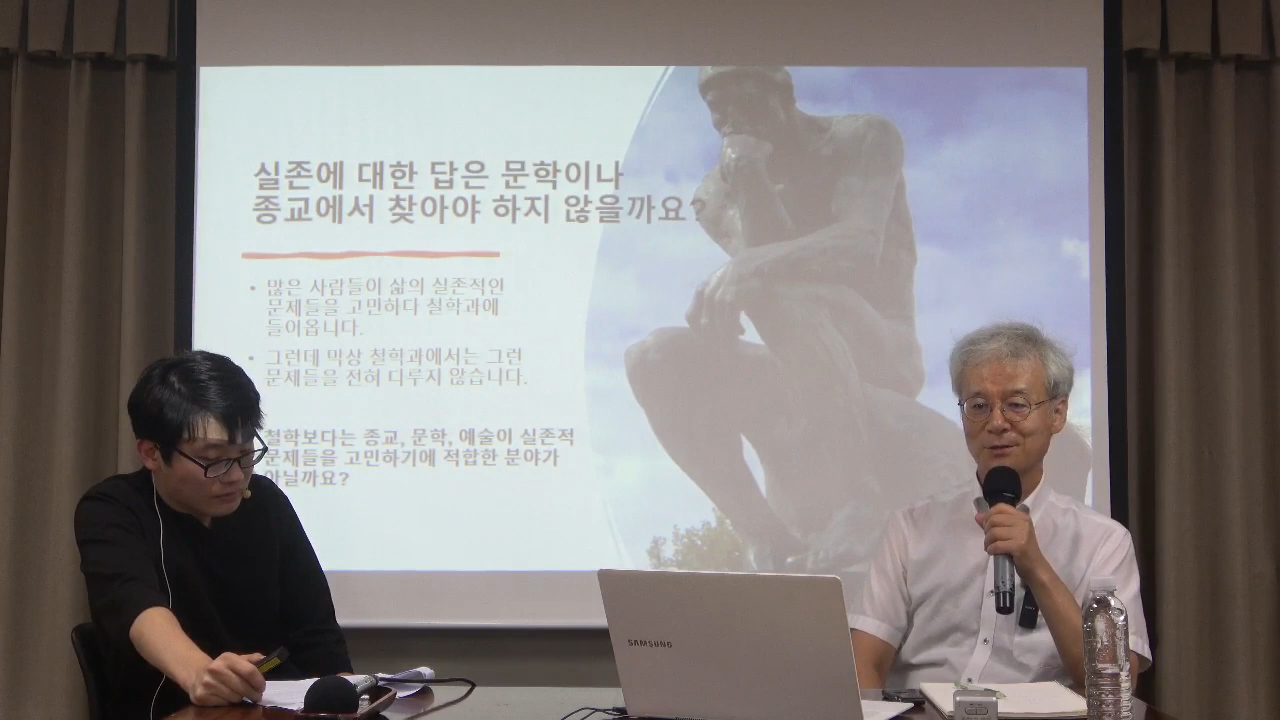 실존에 대한 답은 문학이나
종교에서 찾아야 하지 않을까요?
• 많은 사람들이 삶의 실존적인
문제들을 고민하다 철학과에
들어옵니다.
• 그런데 막상 철학과에서는 그런
문제들을 전혀 다루지 않습니다.
철학보다는 종교, 문학, 예술이 실존적
문제들을 고민하기에 적합한 분야가
아닐까요?
SAMSUNG